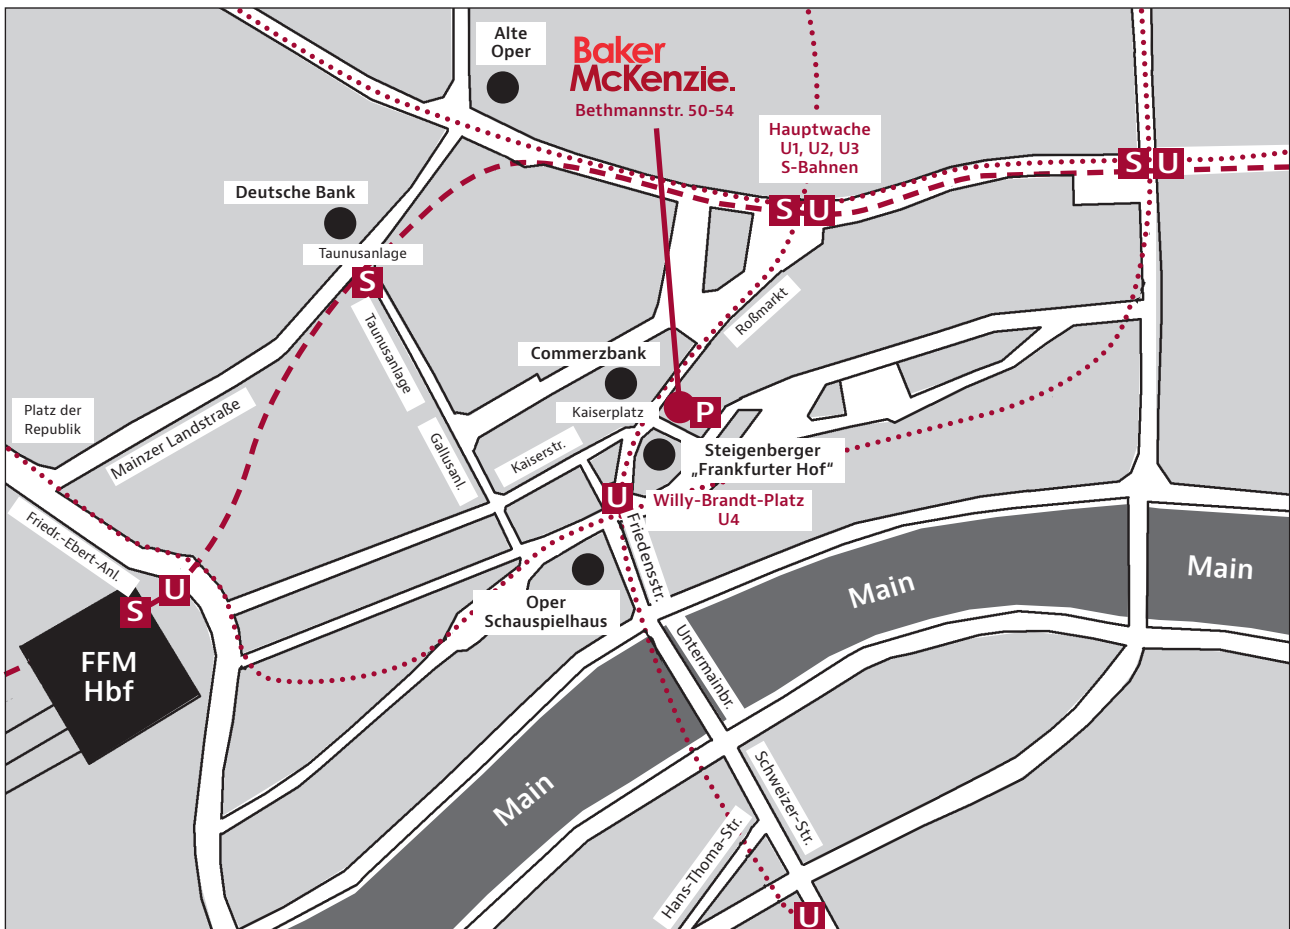 Alte
Oper
Baker
McKenzie.
Bethmannstr. 50-54
Hauptwache
U1, U2, U3
S-Bahnen
S U
S U
Deutsche Bank
Taunusanlage
S
Taunusanlage
Roßmarkt
Commerzbank
Kaiserplatz
P
Platz der
Republik
Mainzer Landstraße
Gallusanl.
Kaiserstr.
Steigenberger
„Frankfurter Hof“
U
Willy-Brandt-Platz
U4
Friedensstr.
Friedr.-Ebert-Anl.
S
U
FFM
Hbf
Oper
Schauspielhaus
Main
Main
Untermainbr.
Main
Schweizer-Str.
Hans-Thoma-Str.
U